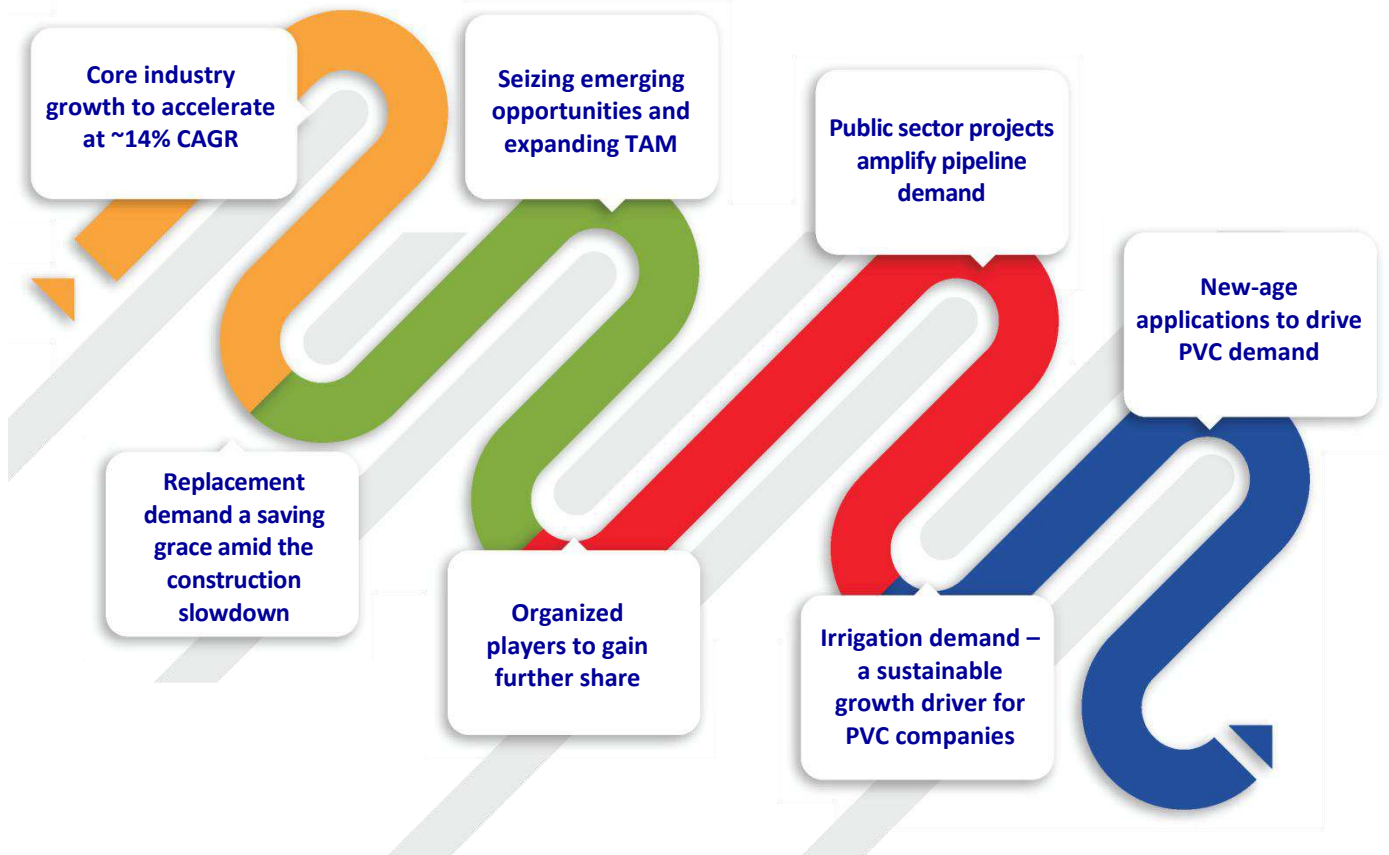 Core industry
growth to accelerate
at ~14% CAGR
Seizing emerging
opportunities and
expanding TAM
Public sector projects
amplify pipeline
demand
New-age
applications to drive
PVC demand
Replacement
demand a saving
grace amid the
construction
slowdown
Organized
players to gain
further share
Irrigation demand –
a sustainable
growth driver for
PVC companies